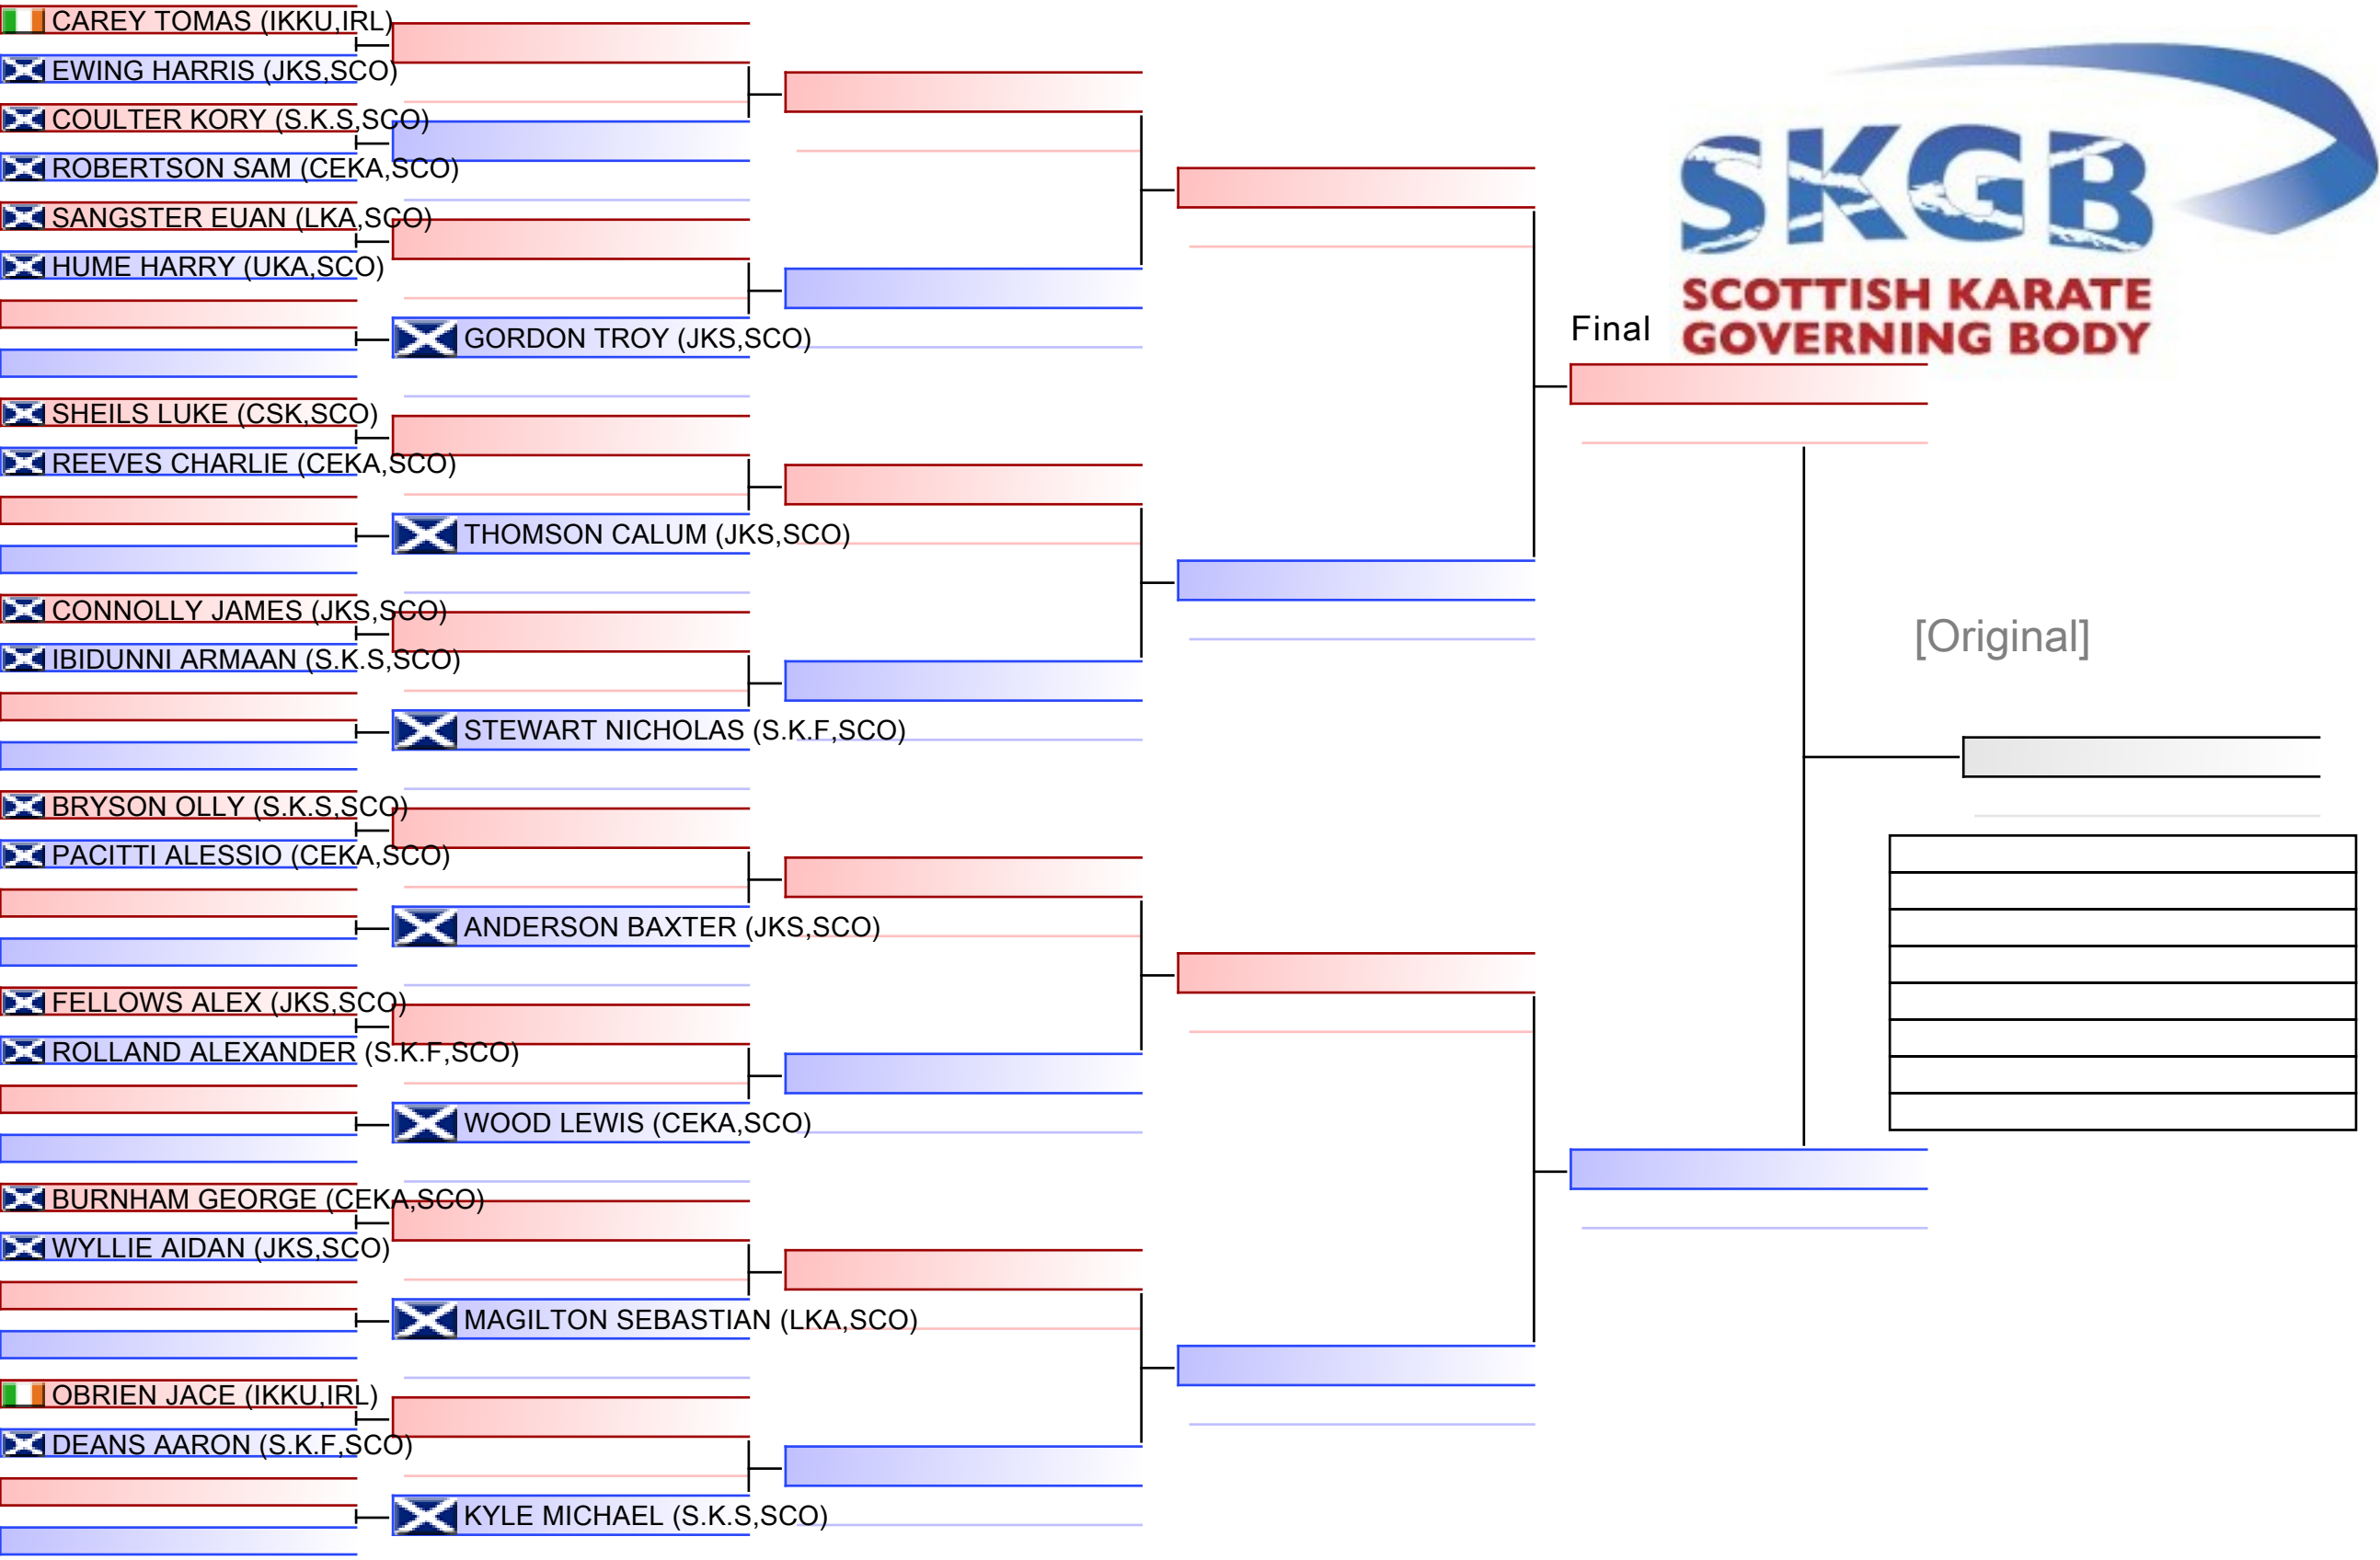 CAREY TOMAS (IKKU,IRL)
EWING HARRIS (JKS,SCO)
COULTER KORY (S.K.S,SCO)
ROBERTSON SAM (CEKA,SCO)
SANGSTER EUAN (LKA,SCO)
HUME HARRY (UKA,SCO)
GORDON TROY (JKS,SCO)
SHEILS LUKE (CSK,SCO)
REEVES CHARLIE (CEKA,SCO)
THOMSON CALUM (JKS,SCO)
CONNOLLY JAMES (JKS,SCO)
IBIDUNNI ARMAAN (S.K.S,SCO)
STEWART NICHOLAS (S.K.F,SCO)
BRYSON OLLY (S.K.S,SCO)
PACITTI ALESSIO (CEKA,SCO)
ANDERSON BAXTER (JKS,SCO)
FELLOWS ALEX (JKS,SCO)
ROLLAND ALEXANDER (S.K.F,SCO)
WOOD LEWIS (CEKA,SCO)
BURNHAM GEORGE (CEKA,SCO)
WYLLIE AIDAN (JKS,SCO)
MAGILTON SEBASTIAN (LKA,SCO)
OBRIEN JACE (IKKU,IRL)
DEANS AARON (S.K.F,SCO)
KYLE MICHAEL (S.K.S,SCO)
Final
SKGB
SCOTTISH KARATE
GOVERNING BODY
[Original]